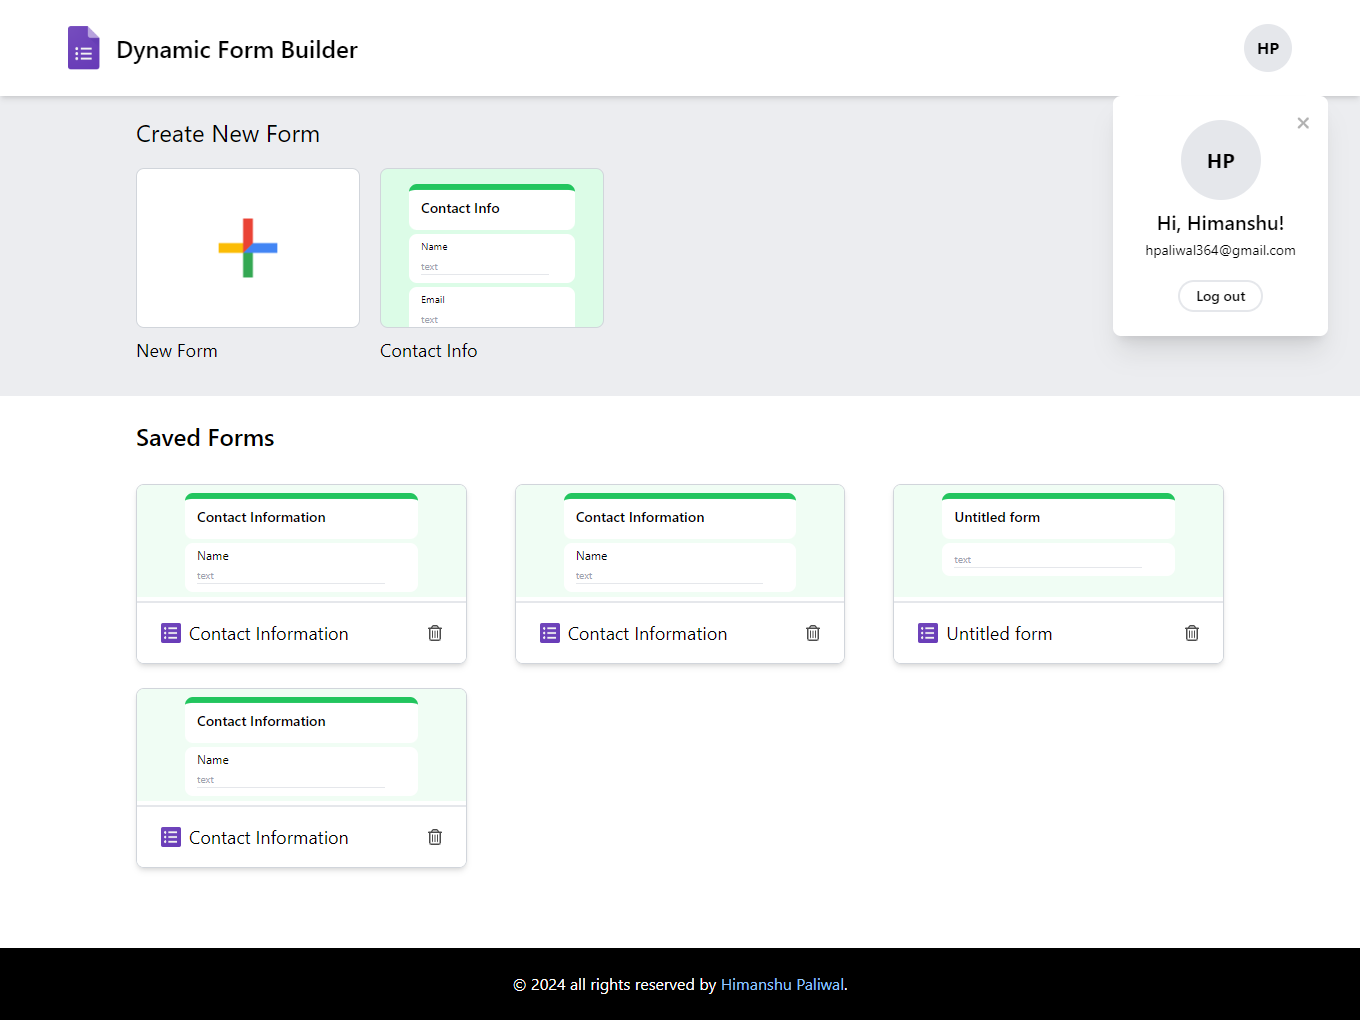 Dynamic Form Builder
HP
Create New Form
Contact Info
Name
text
Email
text
New Form
Contact Info
HP
Hi, Himanshu!
hpaliwal364@gmail.com
Log out
Saved Forms
Contact Information
Name
text
Contact Information
Contact Information
Name
text
Contact Information
Untitled form
text
Untitled form
Contact Information
Name
text
Contact Information
© 2024 all rights reserved by Himanshu Paliwal.